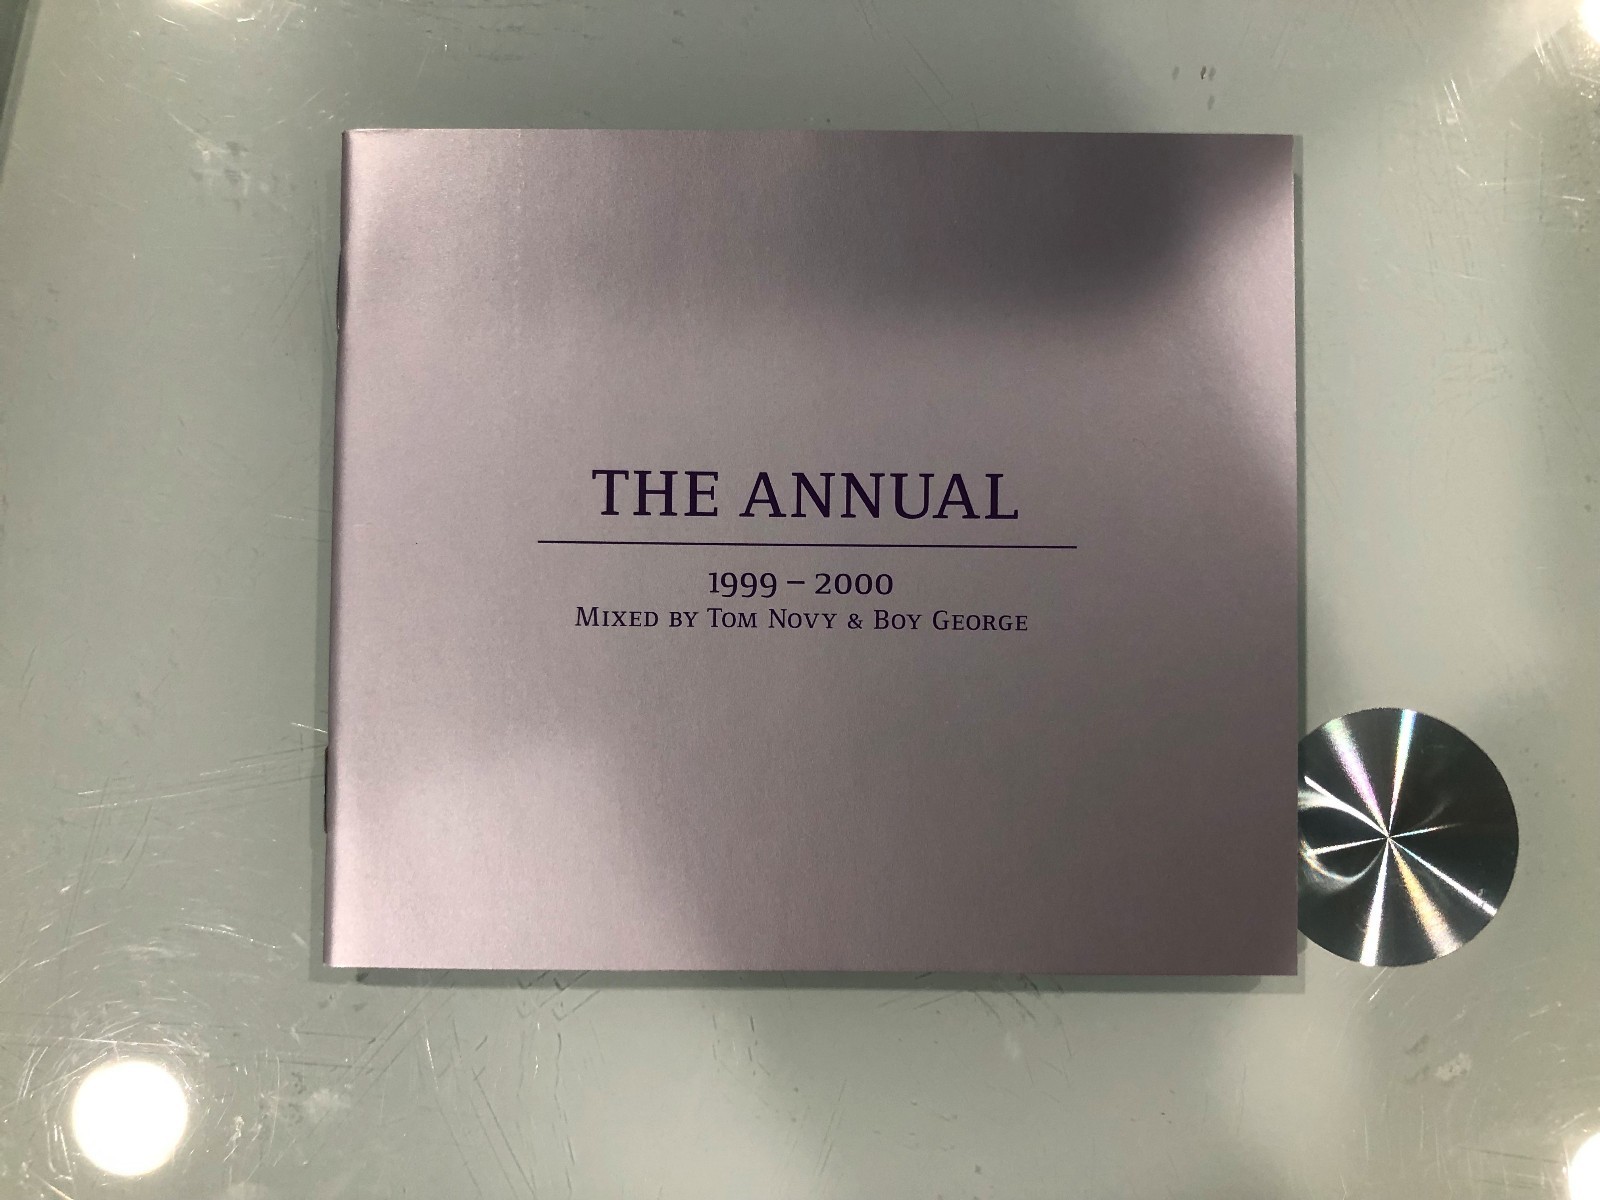 THE ANNUAL
1999 – 2000
MIXED BY TOM NOVY & BOY GEORGE